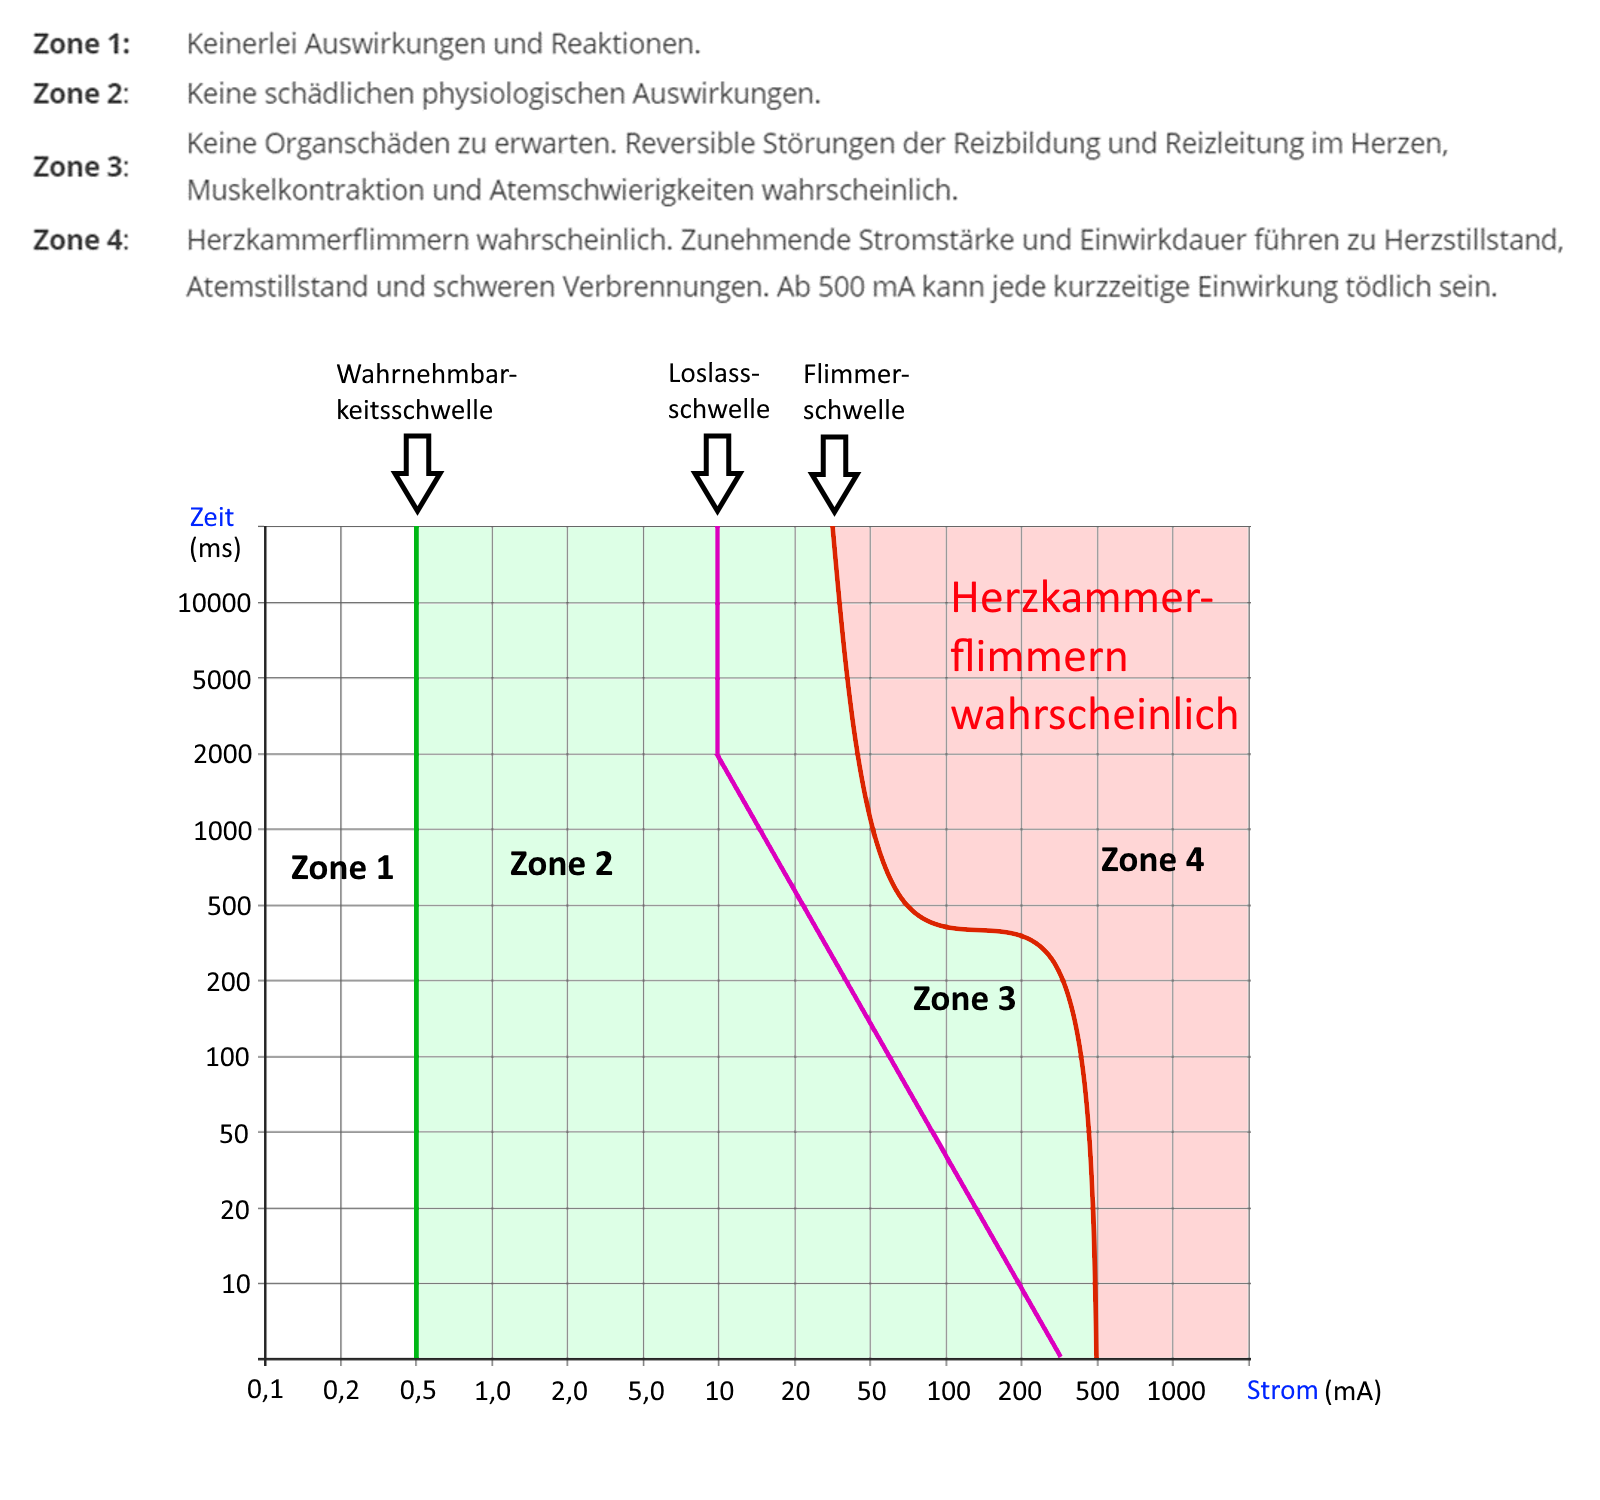 Zone 1: Keinerlei Auswirkungen und Reaktionen.
Zone 2: Keine schädlichen physiologischen Auswirkungen.
Zone 3: Keine Organschäden zu erwarten. Reversible Störungen der Reizbildung und Reizleitung im Herzen,
Muskelkontraktion und Atemschwierigkeiten wahrscheinlich.
Zone 4: Herzkammerflimmern wahrscheinlich. Zunehmende Stromstärke und Einwirkdauer führen zu Herzstillstand,
Atemstillstand und schweren Verbrennungen. Ab 500 mA kann jede kurzzeitige Einwirkung tödlich sein.
Wahrnehmbar-
keitsschwelle
Loslass-
schwelle
Flimmer-
schwelle
Zeit
(ms)
10000
5000
2000
1000
500
200
100
50
20
10
Herzkammer-
flimmern
wahrscheinlich
Zone 1
Zone 2
Zone 4
Zone 3
0,1 0,2 0,5 1,0 2,0 5,0 10 20 50 100 200 500 1000 Strom (mA)